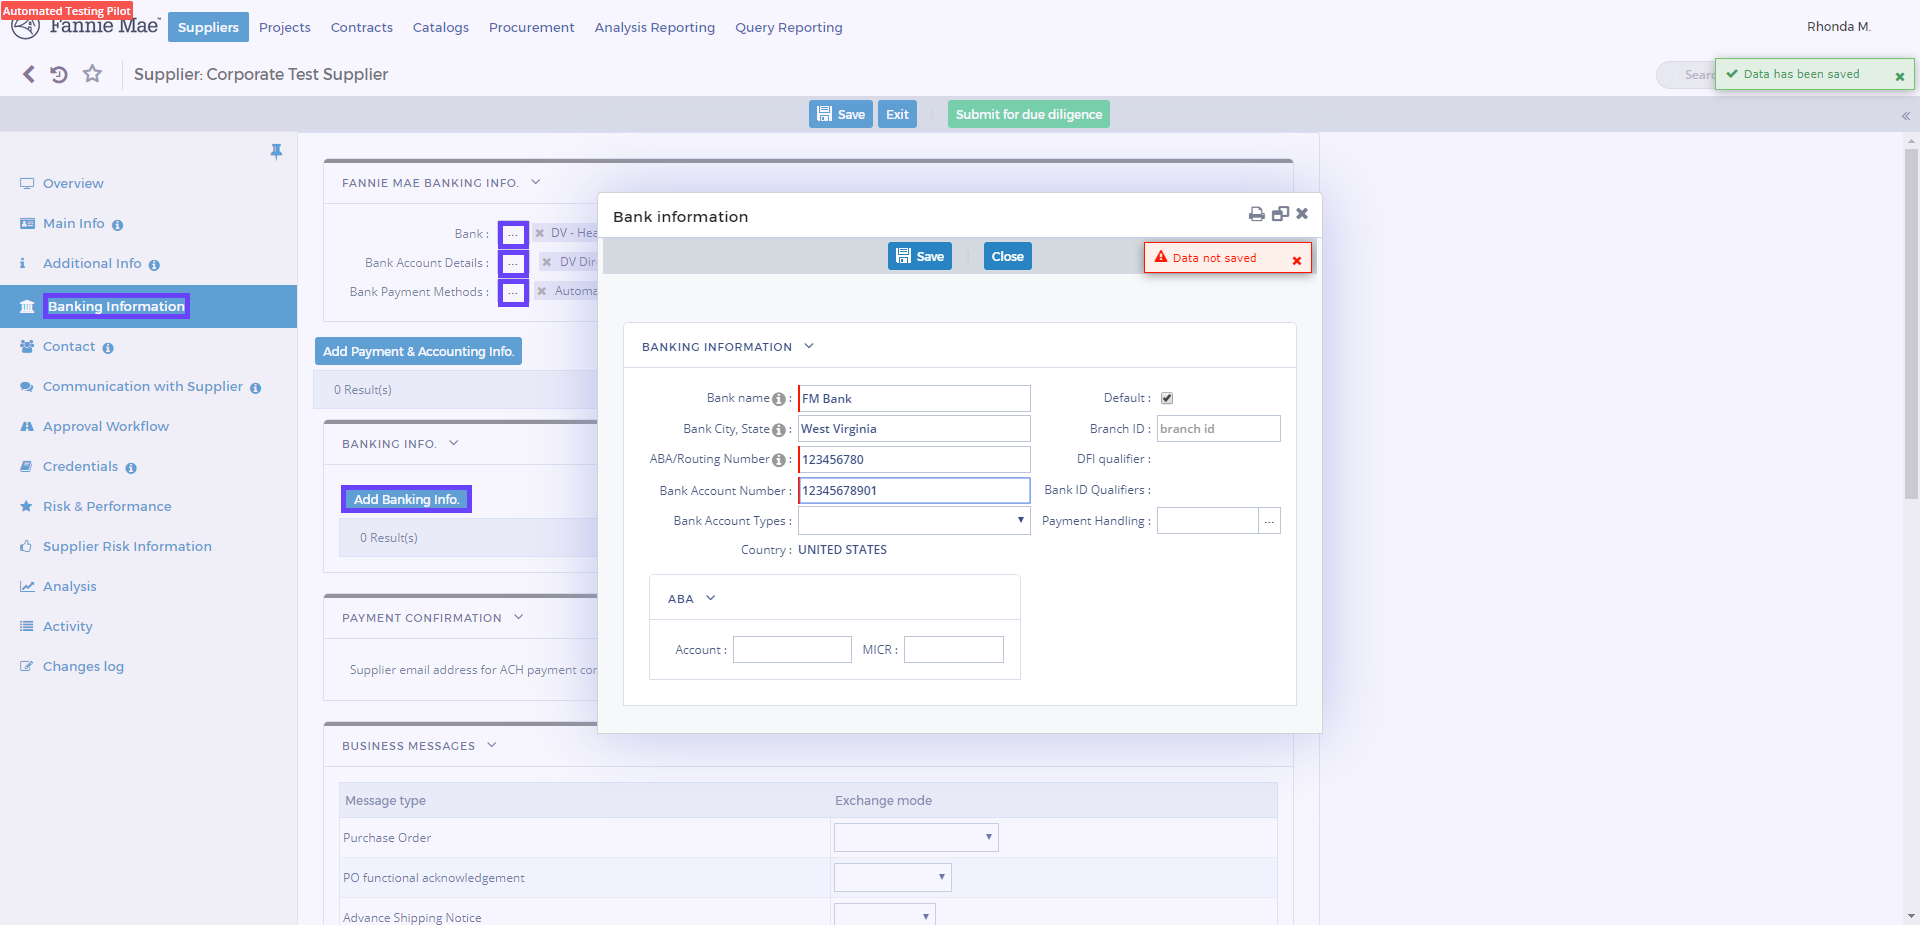 Automated Testing Pilot
Fannie Mae
Suppliers Projects Contracts Catalogs Procurement Analysis Reporting Query Reporting
Rhonda M.
Supplier: Corporate Test Supplier
Data has been saved
Save Exit Submit for due diligence
Overview
Main Info
Additional Info
Banking Information
Contact
Communication with Supplier
Approval Workflow
Credentials
Risk & Performance
Supplier Risk Information
Analysis
Activity
Changes log
FANNIE MAE BANKING INFO.
Bank : ... DV - Hea
Bank Account Details : ... DV Dir
Bank Payment Methods : ... Automa
Add Payment & Accounting Info.
0 Result(s)
BANKING INFO.
Add Banking Info.
0 Result(s)
PAYMENT CONFIRMATION
Supplier email address for ACH payment con
BUSINESS MESSAGES
Message type Exchange mode
Purchase Order
PO functional acknowledgement
Advance Shipping Notice
Bank information
Save Close
Data not saved
BANKING INFORMATION
Bank name : FM Bank Default :
Bank City, State : West Virginia Branch ID : branch id
ABA/Routing Number : 123456780 DFI qualifier :
Bank Account Number : 12345678901 Bank ID Qualifiers :
Bank Account Types : Payment Handling : ...
Country : UNITED STATES
ABA
Account : MICR :